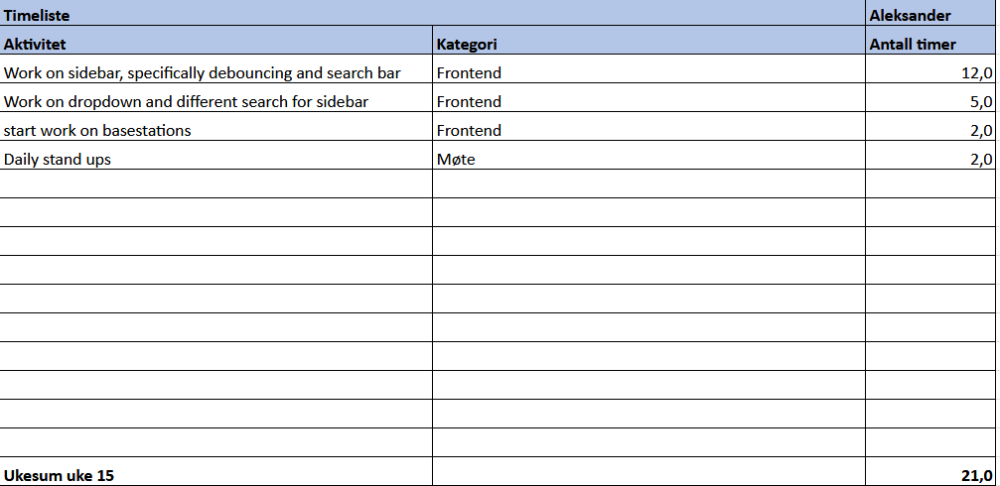 Timeliste Aleksander
Aktivitet Kategori Antall timer
Work on sidebar, specifically debouncing and search bar Frontend 12,0
Work on dropdown and different search for sidebar Frontend 5,0
start work on basestations Frontend 2,0
Daily stand ups Møte 2,0
Ukesum uke 15 21,0